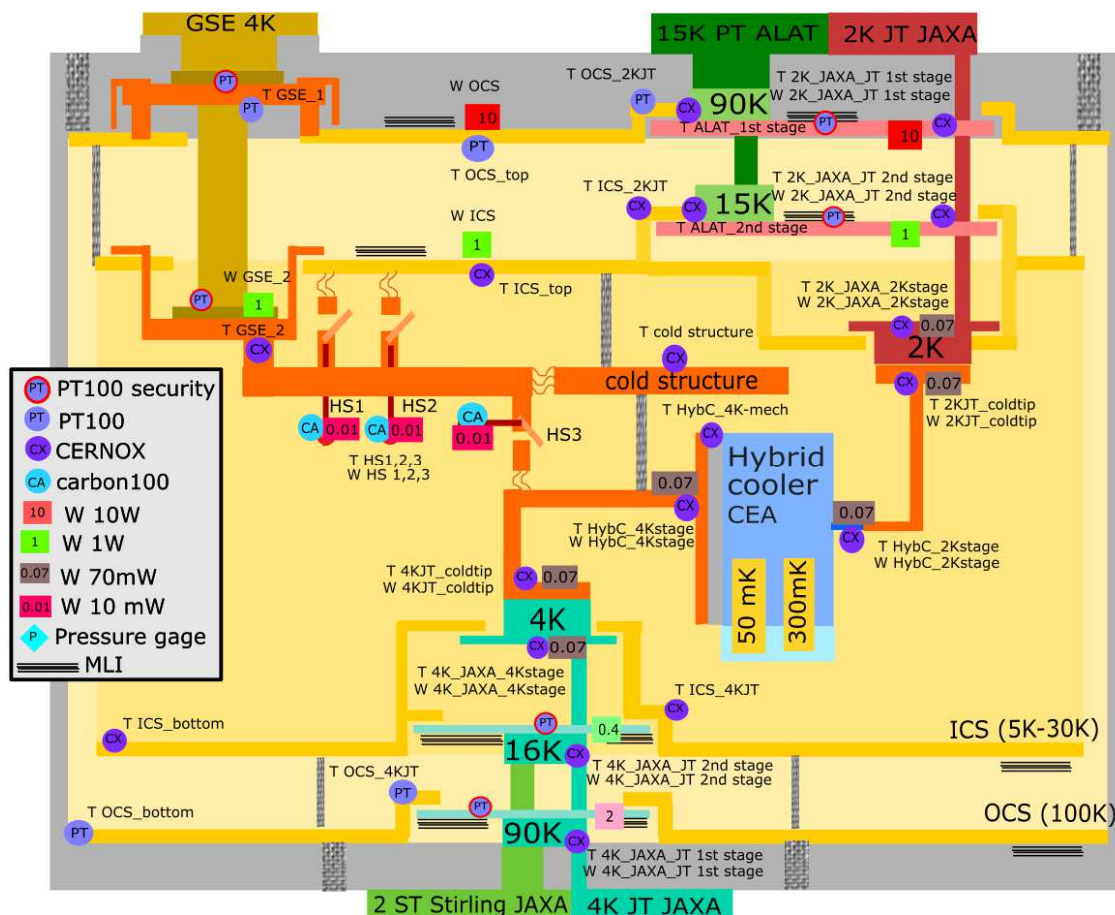 GSE 4K
15K PT ALAT
2K JT JAXA
PT
T GSE_1
PT
W OCS
10
PT
T OCS_top
T OCS_2KJT
PT
CX
90K
T 2K_JAXA_JT 1st stage
W 2K_JAXA_JT 1st stage
T ALAT_1st stage
PT
10
CX
T ICS_2KJT
CX
CX
15K
T 2K_JAXA_JT 2nd stage
W 2K_JAXA_JT 2nd stage
T ALAT_2nd stage
PT
1
CX
W ICS
1
CX
T ICS_top
W GSE_2
PT
1
T GSE_2
CX
T 2K_JAXA_2Kstage
W 2K_JAXA_2Kstage
CX
0.07
2K
T cold structure
CX
cold structure
CX
0.07
T 2KJT_coldtip
W 2KJT_coldtip
PT
PT100 security
PT
PT100
CX
CERNOX
CA
carbon100
10
W 10W
1
W 1W
0.07
W 70mW
0.01
W 10 mW
P
Pressure gage
MLI
HS1
HS2
CA
0.01
CA
0.01
CA
0.01
HS3
T HS1,2,3
W HS 1,2,3
T HybC_4K-mech
CX
Hybrid
cooler
CEA
0.07
CX
T HybC_4Kstage
W HybC_4Kstage
0.07
CX
T HybC_2Kstage
W HybC_2Kstage
50 mK
300mK
T 4KJT_coldtip
W 4KJT_coldtip
CX
0.07
4K
CX
0.07
T 4K_JAXA_4Kstage
W 4K_JAXA_4Kstage
T ICS_4KJT
CX
T ICS_bottom
CX
PT
0.4
16K
CX
ICS (5K-30K)
T 4K_JAXA_JT 2nd stage
W 4K_JAXA_JT 2nd stage
T OCS_4KJT
PT
T OCS_bottom
PT
PT
2
90K
CX
OCS (100K)
T 4K_JAXA_JT 1st stage
W 4K_JAXA_JT 1st stage
2 ST Stirling JAXA
4K JT JAXA